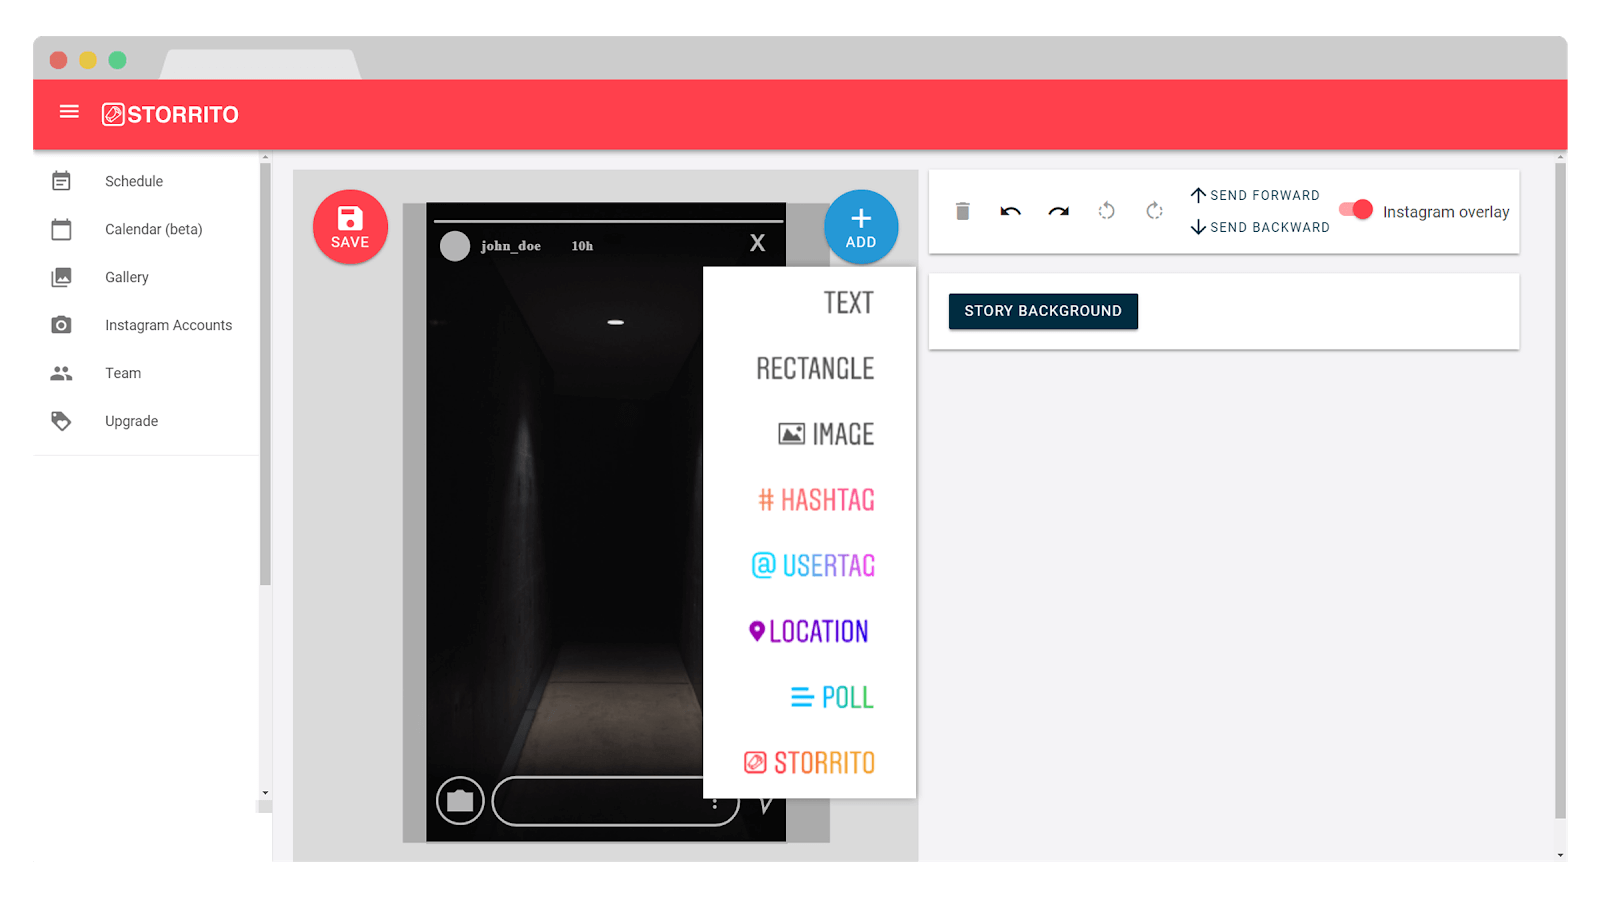 STORRITO
Schedule
Calendar (beta)
Gallery
Instagram Accounts
Team
Upgrade
SAVE
john_doe 10h X
ADD
TEXT
RECTANGLE
IMAGE
# HASHTAG
@ USERTAG
LOCATION
POLL
STORRITO
SEND FORWARD
SEND BACKWARD
Instagram overlay
STORY BACKGROUND